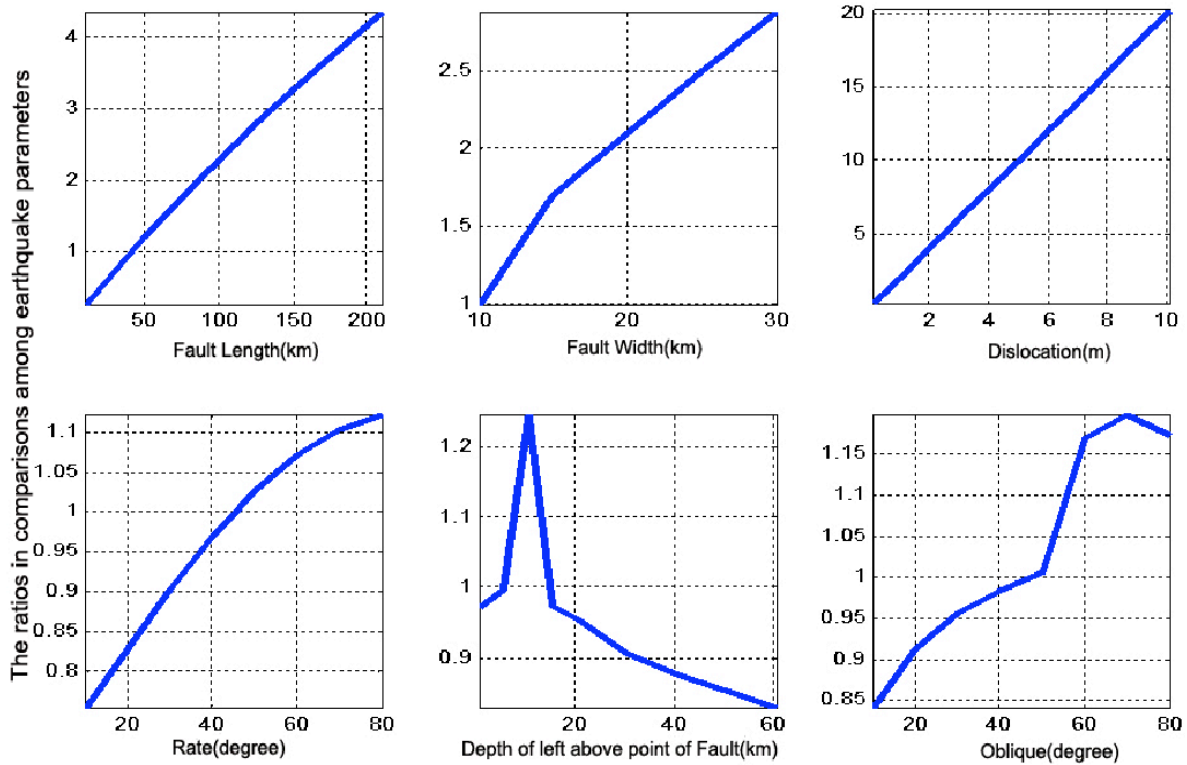 The ratios in comparisons among earthquake parameters
4
3
2
1
50 100 150 200
Fault Length(km)
2.5
2
1.5
1
10 20 30
Fault Width(km)
20
15
10
5
2 4 6 8 10
Dislocation(m)
1.1
1.05
1
0.95
0.9
0.85
0.8
20 40 60 80
Rate(degree)
1.2
1.1
1
0.9
20 40 60
Depth of left above point of Fault(km)
1.15
1.1
1.05
1
0.95
0.9
0.85
20 40 60 80
Oblique(degree)